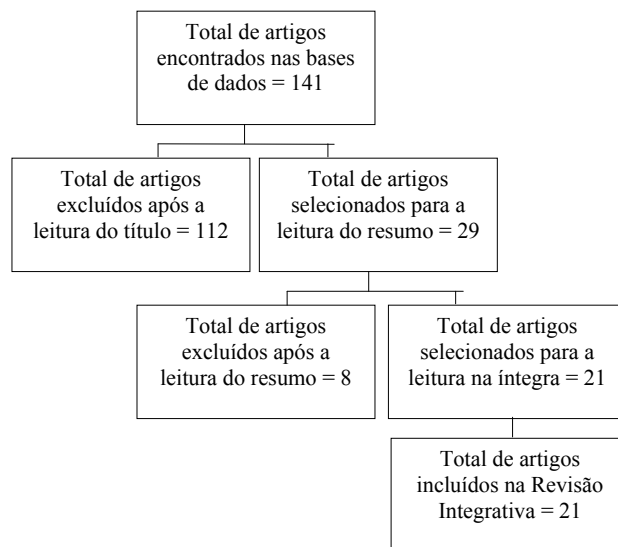 Total de artigos
encontrados nas bases
de dados = 141
Total de artigos
excluídos após a
leitura do título = 112
Total de artigos
selecionados para a
leitura do resumo = 29
Total de artigos
excluídos após a
leitura do resumo = 8
Total de artigos
selecionados para a
leitura na íntegra = 21
Total de artigos
incluídos na Revisão
Integrativa = 21